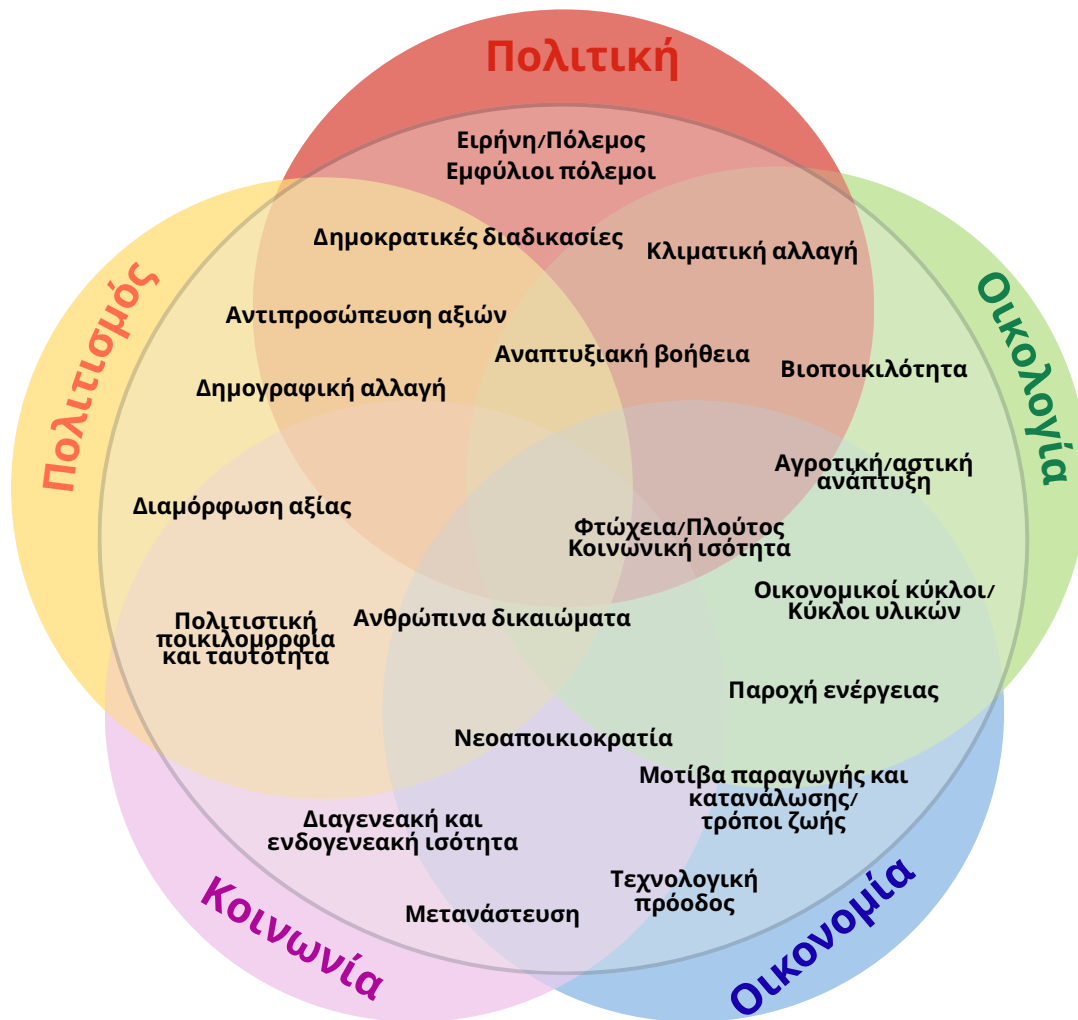 Πολιτική
Ειρήνη/Πόλεμος
Εμφύλιοι πόλεμοι
Δημοκρατικές διαδικασίες
Κλιματική αλλαγή
Πολιτισμός
Οικολογία
Αντιπροσώπευση αξιών
Αναπτυξιακή βοήθεια
Βιοποικιλότητα
Δημογραφική αλλαγή
Αγροτική/αστική
ανάπτυξη
Διαμόρφωση αξίας
Φτώχεια/Πλούτος
Κοινωνική ισότητα
Οικονομικοί κύκλοι/
Κύκλοι υλικών
Πολιτιστική
ποικιλομορφία
και ταυτότητα
Ανθρώπινα δικαιώματα
Παροχή ενέργειας
Νεοαποικιοκρατία
Μοτίβα παραγωγής και
κατανάλωσης/
τρόποι ζωής
Διαγενεακή και
ενδογενεακή ισότητα
Τεχνολογική
πρόοδος
Μετανάστευση
Κοινωνία
Οικονομία